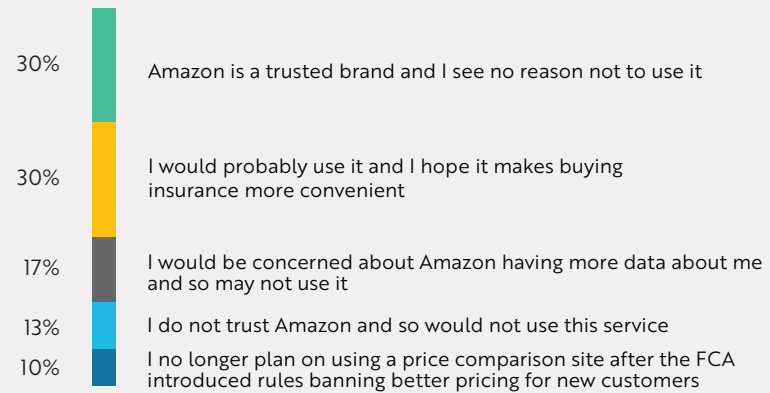 30%
Amazon is a trusted brand and I see no reason not to use it
30%
I would probably use it and I hope it makes buying
insurance more convenient
17%
I would be concerned about Amazon having more data about me
and so may not use it
13%
I do not trust Amazon and so would not use this service
10%
I no longer plan on using a price comparison site after the FCA
introduced rules banning better pricing for new customers